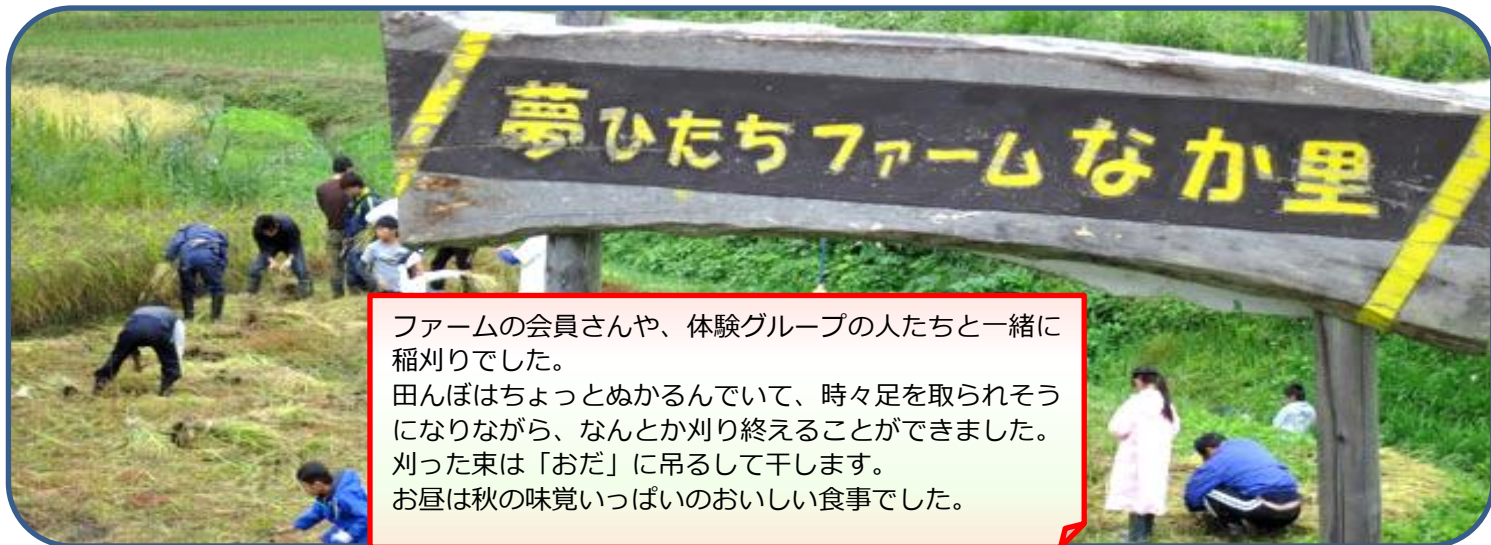 夢ひたちファームなか里
ファームの会員さんや、体験グループの人たちと一緒に
稲刈りでした。
田んぼはちょっとぬかるんでいて、時々足を取られそう
になりながら、なんとか刈り終えることができました。
刈った束は「おだ」に吊るして干します。
お昼は秋の味覚いっぱいのおいしい食事でした。